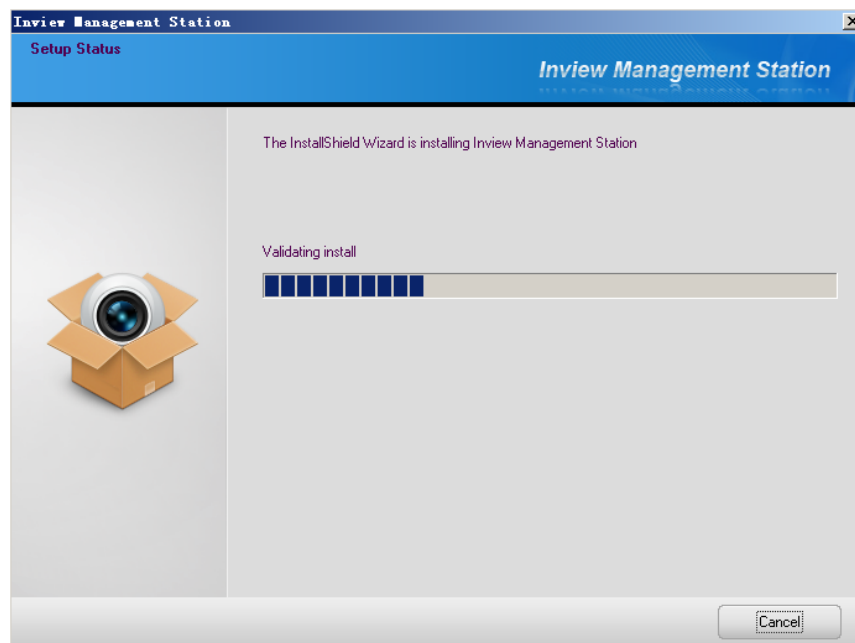 Inview Management Station
Setup Status
Inview Management Station
The InstallShield Wizard is installing Inview Management Station
Validating install
Cancel